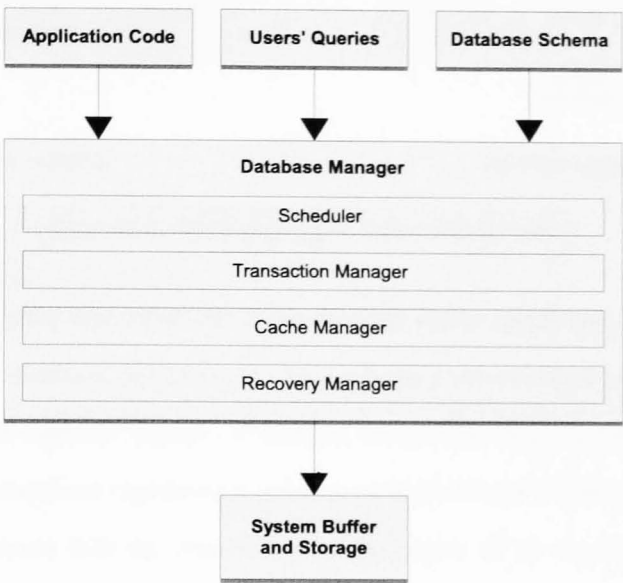 Application Code
Users' Queries
Database Schema
Database Manager
Scheduler
Transaction Manager
Cache Manager
Recovery Manager
System Buffer
and Storage